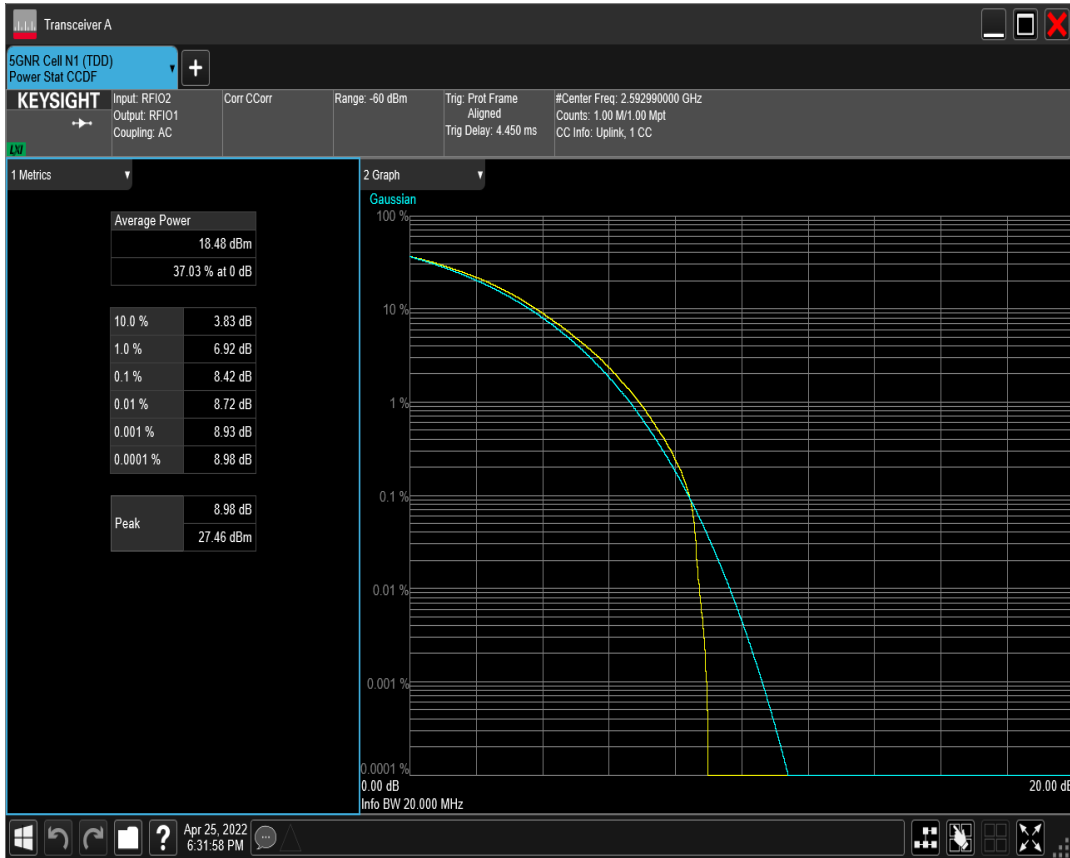 Transceiver A
5GNR Cell N1 (TDD)
Power Stat CCDF
+
KEYSIGHT
LXI
Input: RFIO2
Output: RFIO1
Coupling: AC
Corr CCorr
Range: -60 dBm
Trig: Prot Frame
Aligned
Trig Delay: 4.450 ms
#Center Freq: 2.592990000 GHz
Counts: 1.00 M/1.00 Mpt
CC Info: Uplink, 1 CC
1 Metrics
Average Power
18.48 dBm
37.03 % at 0 dB
10.0 % 3.83 dB
1.0 % 6.92 dB
0.1 % 8.42 dB
0.01 % 8.72 dB
0.001 % 8.93 dB
0.0001 % 8.98 dB
Peak
8.98 dB
27.46 dBm
2 Graph
Gaussian
100 %
10 %
1 %
0.1 %
0.01 %
0.001 %
0.0001 %
0.00 dB 20.00 dB
Info BW 20.000 MHz
? Apr 25, 2022
6:31:58 PM